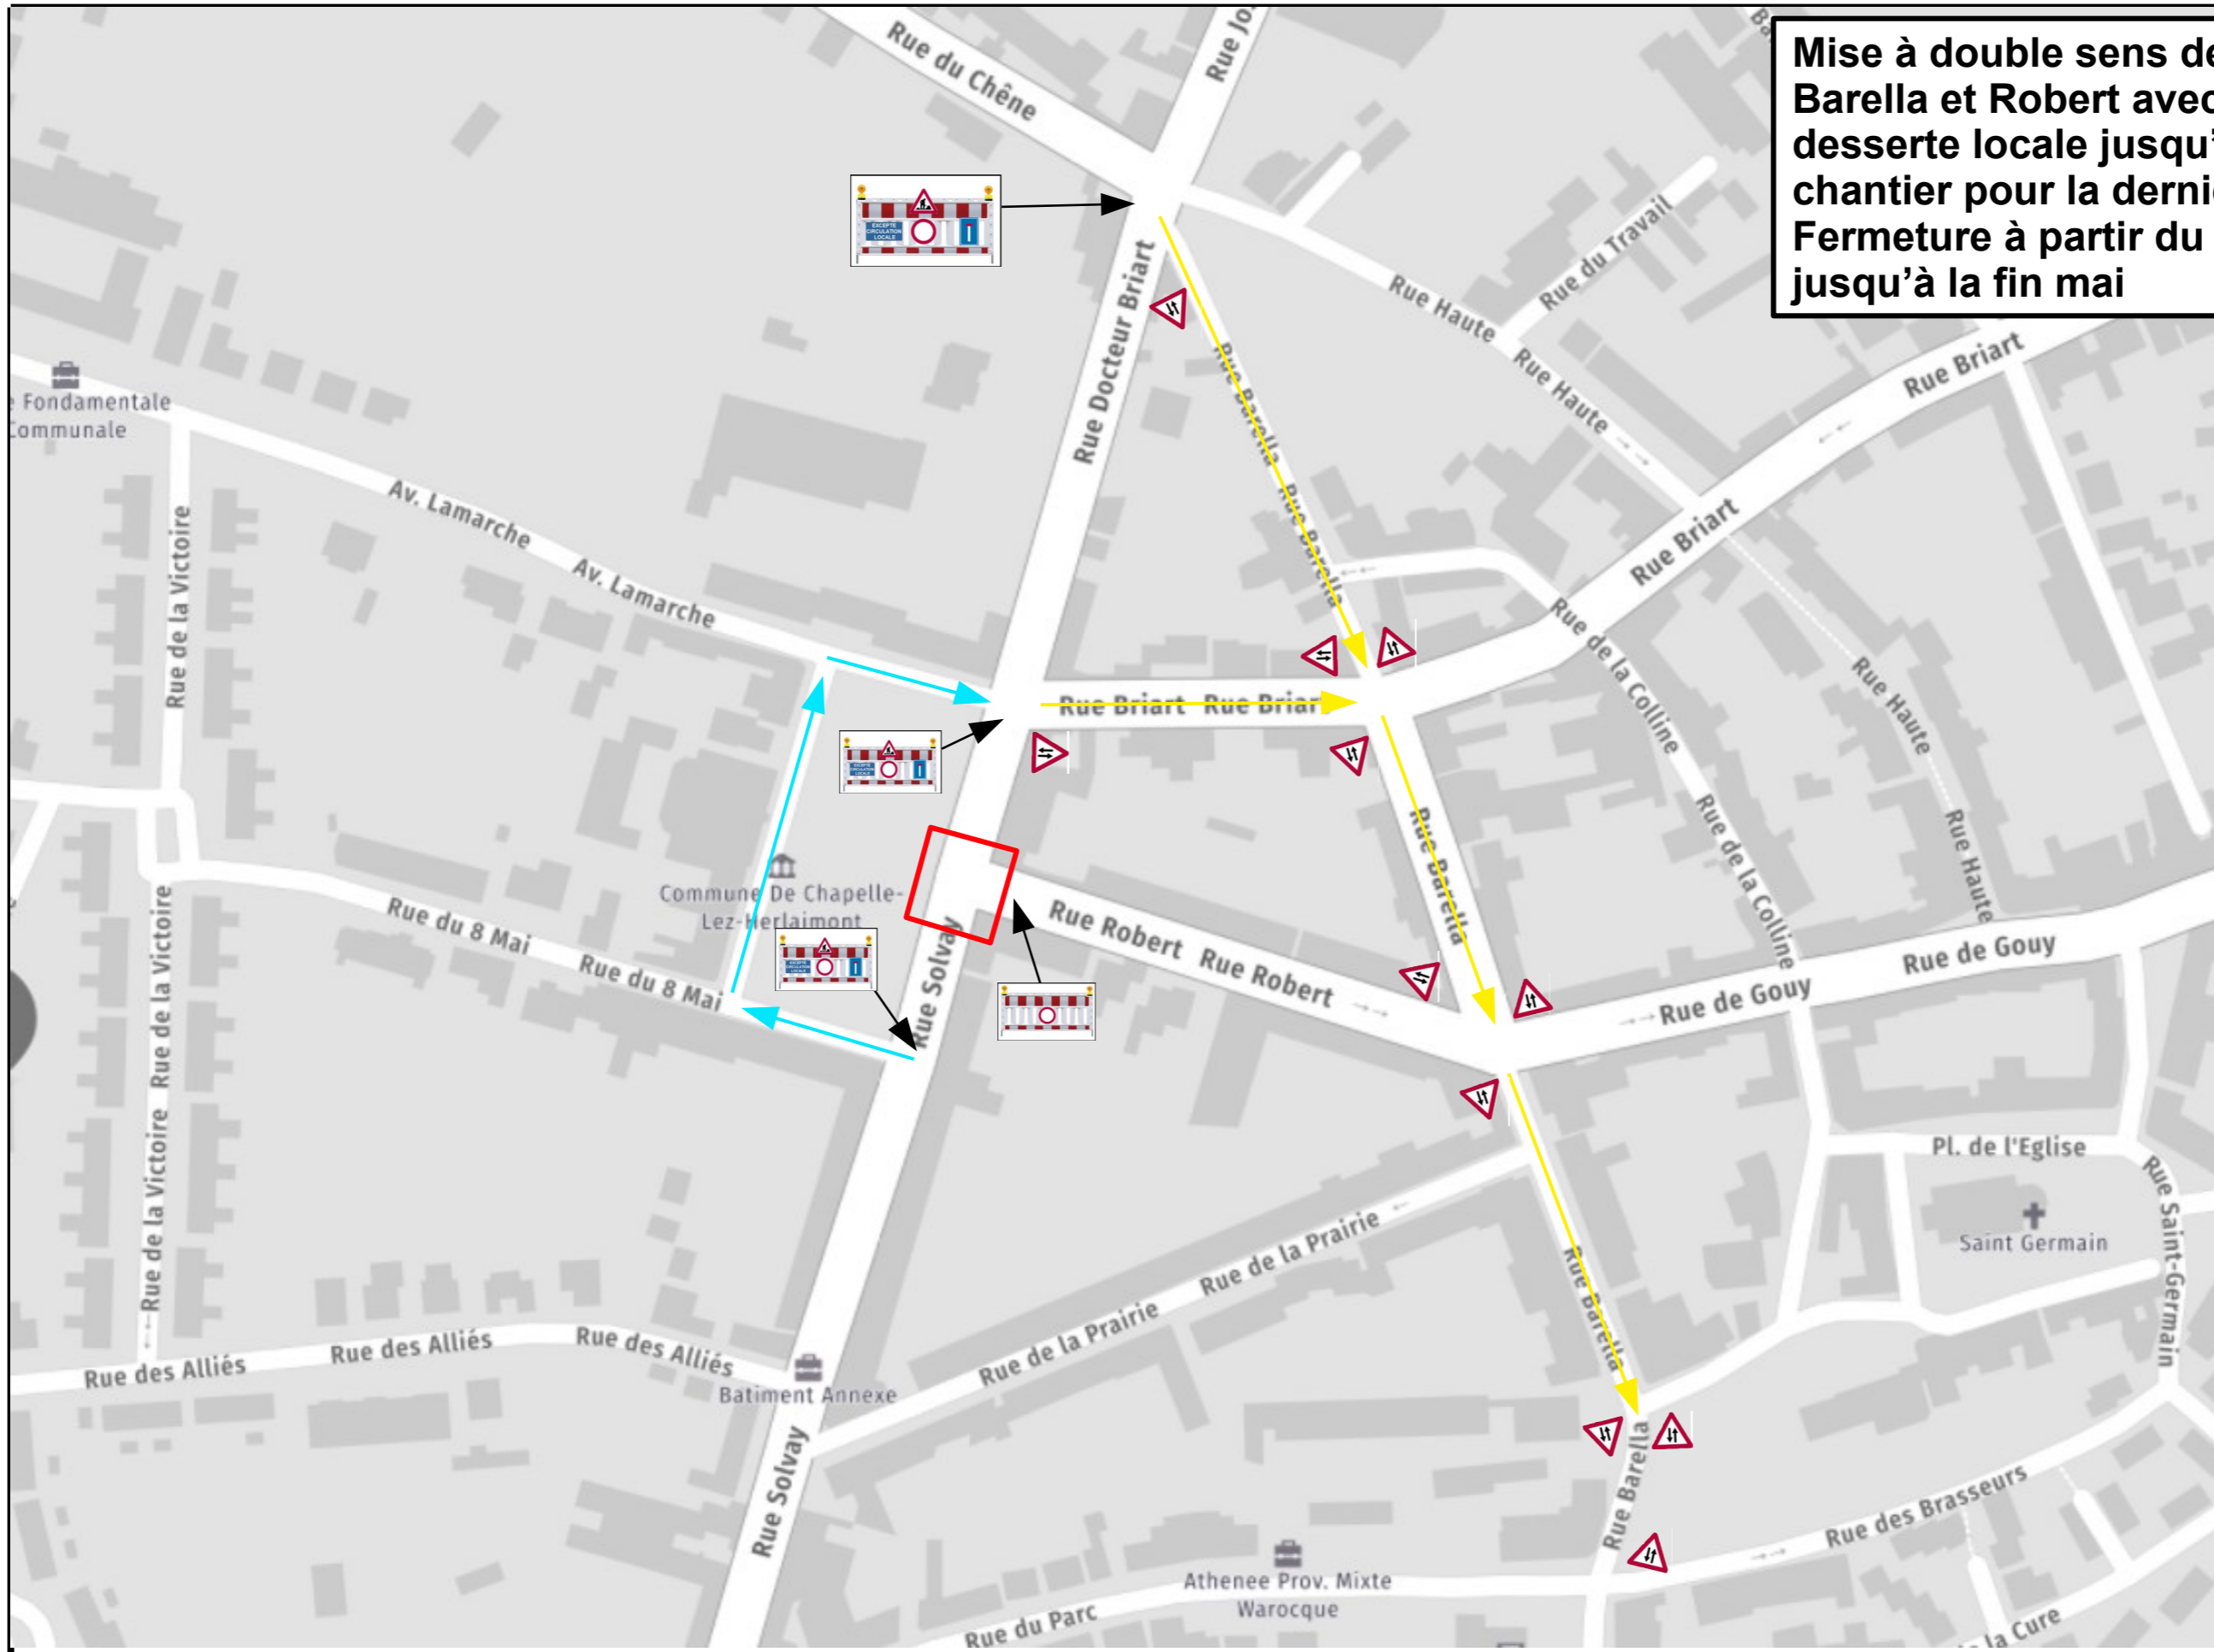 Mise à double sens de
Barella et Robert avec
desserte locale jusqu'
chantier pour la derni
Fermeture à partir du
jusqu'à la fin mai
Rue du Chêne
Rue Jo
EXCEPTE
CIRCULATION
LOCALE
Rue Docteur Briart
Rue Haute
Rue du Travail
Rue Haute
Rue Briart
Rue Barella
Rue Barella
Fondamentale
Communale
Av. Lamarche
Av. Lamarche
Rue de la Victoire
Rue Briart
Rue de la Colline
Rue Haute
Rue Briart
Rue Briart
Rue Barella
Rue de la Colline
Rue Haute
Commune De Chapelle-
Lez-Herlaimont
Rue du 8 Mai
Rue du 8 Mai
Rue Solvay
Rue Robert
Rue Robert
Rue de Gouy
Rue de Gouy
Rue de la Victoire
Rue de la Victoire
Pl. de l'Eglise
Saint Germain
Rue Saint-Germain
Rue de la Prairie
Rue de la Prairie
Rue Barella
Rue des Alliés
Rue des Alliés
Rue des Alliés
Batiment Annexe
Rue Solvay
Rue Barella
Rue des Brasseurs
Athenee Prov. Mixte
Warocque
Rue du Parc
la Cure